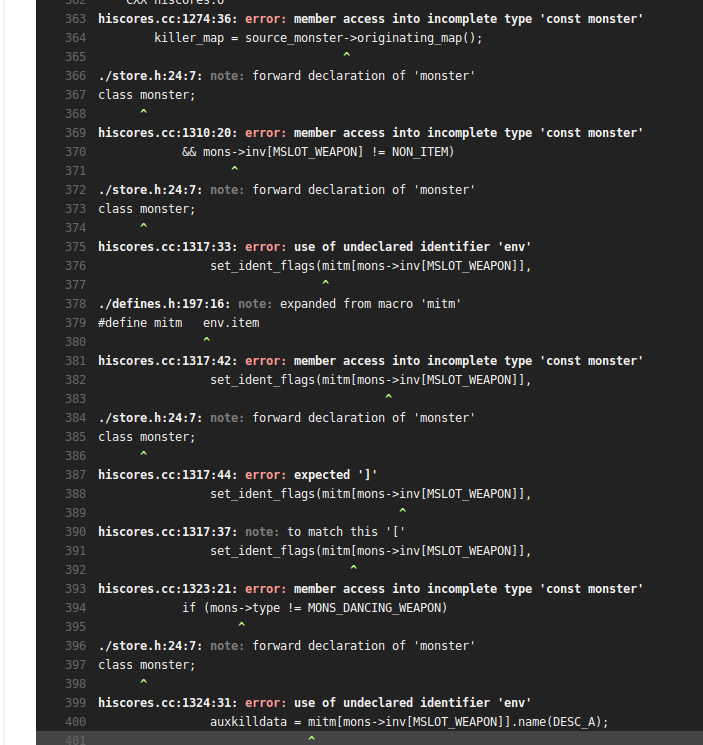 362 CXX hiscores.o
363 hiscores.cc:1274:36: error: member access into incomplete type 'const monster'
364 killer_map = source_monster->originating_map();
365 ^
366 ./store.h:24:7: note: forward declaration of 'monster'
367 class monster;
368 ^
369 hiscores.cc:1310:20: error: member access into incomplete type 'const monster'
370 && mons->inv[MSLOT_WEAPON] != NON_ITEM)
371 ^
372 ./store.h:24:7: note: forward declaration of 'monster'
373 class monster;
374 ^
375 hiscores.cc:1317:33: error: use of undeclared identifier 'env'
376 set_ident_flags(mitm[mons->inv[MSLOT_WEAPON]],
377 ^
378 ./defines.h:197:16: note: expanded from macro 'mitm'
379 #define mitm   env.item
380 ^
381 hiscores.cc:1317:42: error: member access into incomplete type 'const monster'
382 set_ident_flags(mitm[mons->inv[MSLOT_WEAPON]],
383 ^
384 ./store.h:24:7: note: forward declaration of 'monster'
385 class monster;
386 ^
387 hiscores.cc:1317:44: error: expected ']'
388 set_ident_flags(mitm[mons->inv[MSLOT_WEAPON]],
389 ^
390 hiscores.cc:1317:37: note: to match this '['
391 set_ident_flags(mitm[mons->inv[MSLOT_WEAPON]],
392 ^
393 hiscores.cc:1323:21: error: member access into incomplete type 'const monster'
394 if (mons->type != MONS_DANCING_WEAPON)
395 ^
396 ./store.h:24:7: note: forward declaration of 'monster'
397 class monster;
398 ^
399 hiscores.cc:1324:31: error: use of undeclared identifier 'env'
400 auxkilldata = mitm[mons->inv[MSLOT_WEAPON]].name(DESC_A);
401 ^